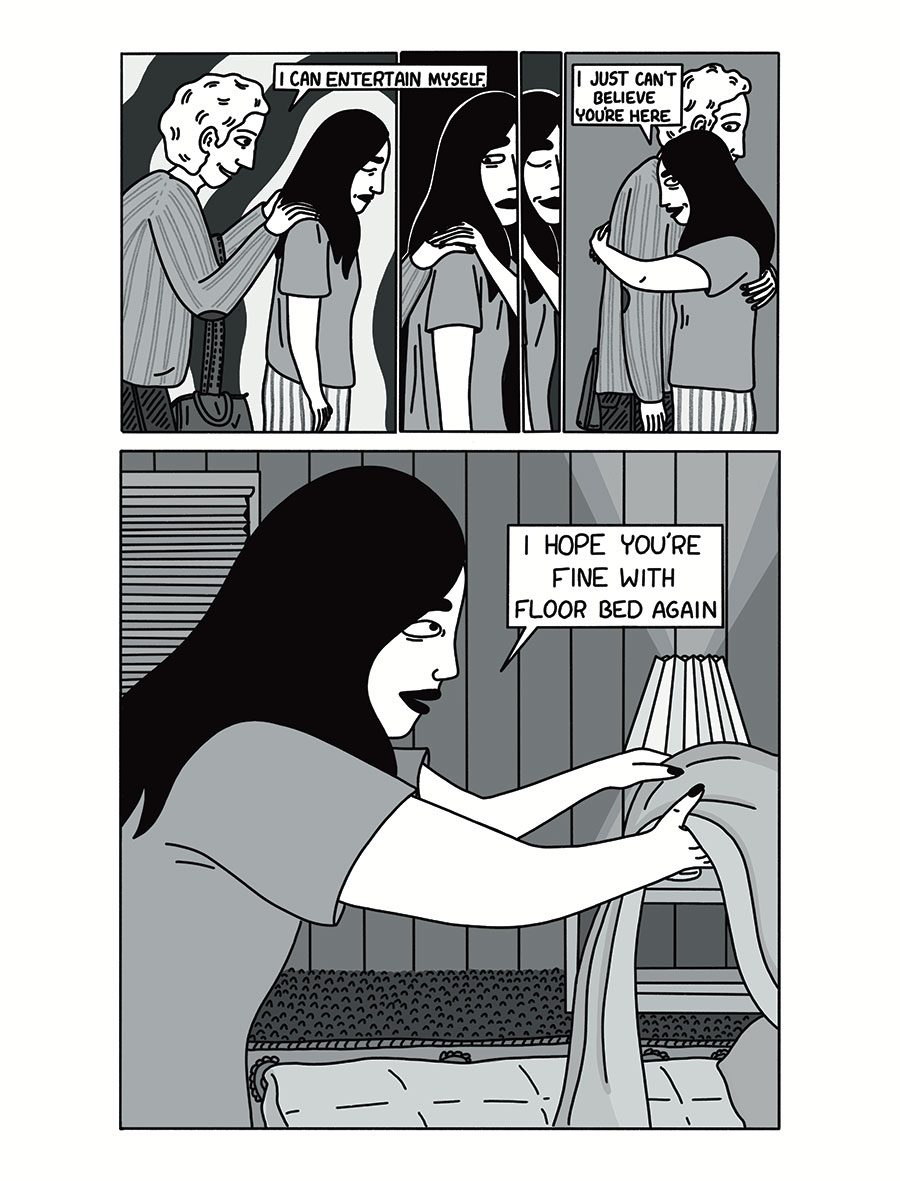 I CAN ENTERTAIN MYSELF.
I JUST CAN'T
BELIEVE
YOU'RE HERE
I HOPE YOU'RE
FINE WITH
FLOOR BED AGAIN